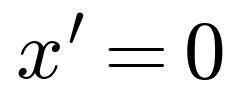 x′ = 0